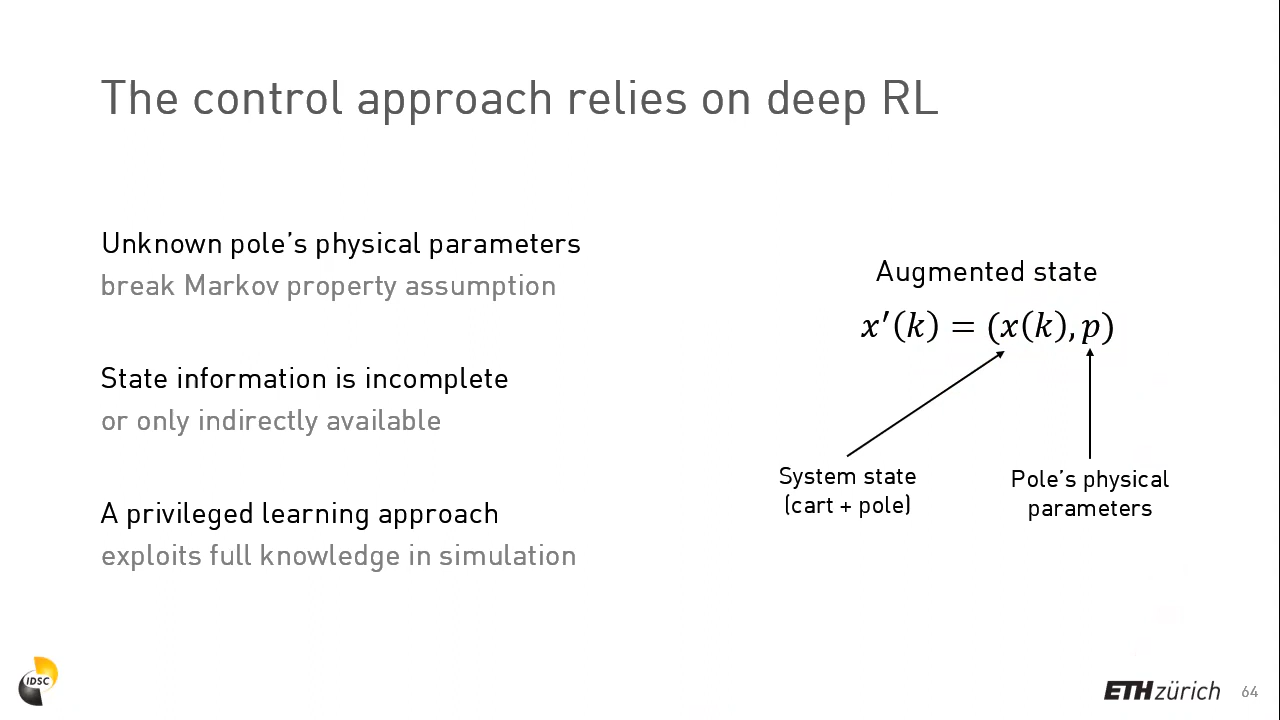 The control approach relies on deep RL
Unknown pole's physical parameters
break Markov property assumption
State information is incomplete
or only indirectly available
A privileged learning approach
exploits full knowledge in simulation
Augmented state
x′(k) = (x(k), p)
System state
(cart + pole)
Pole's physical
parameters
IDSC
ETH zürich
64